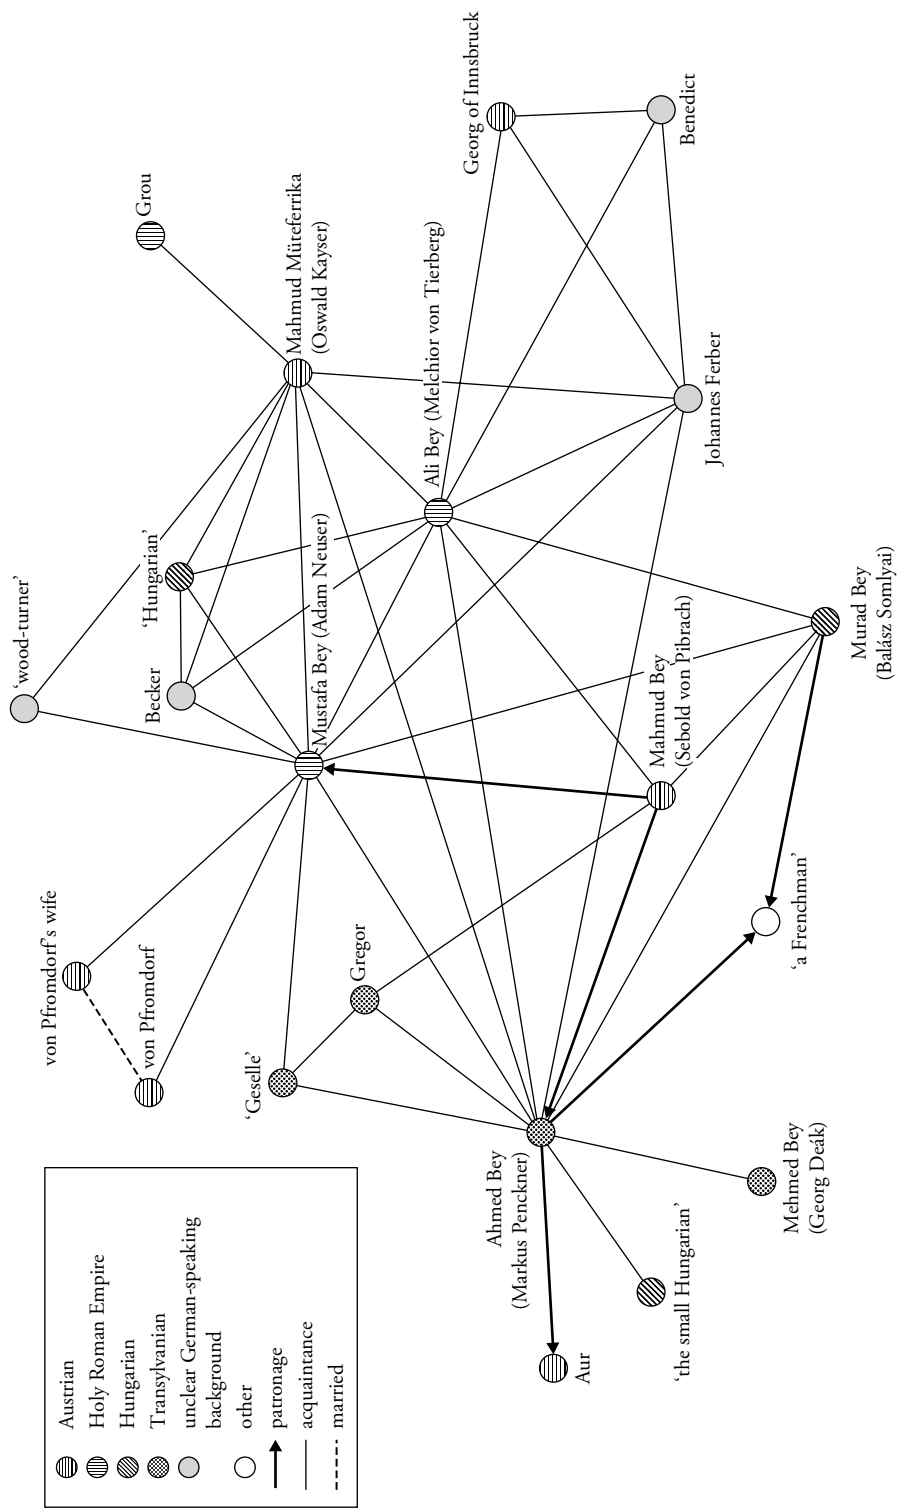 Austrian
Holy Roman Empire
Hungarian
Transylvanian
unclear German-speaking
background
other
patronage
acquaintance
married
von Pfromdorf's wife
von Pfromdorf
'wood-turner'
Becker
'Hungarian'
Grou
Mahmud Müteferrika
(Oswald Kayser)
Mustafa Bey (Adam Neuser)
Ali Bey (Melchior von Tierberg)
Georg of Innsbruck
Benedict
Johannes Ferber
'Geselle'
Gregor
Mahmud Bey
(Sebold von Pibrach)
Murad Bey
(Balász Somlyai)
'a Frenchman'
Ahmed Bey
(Markus Penckner)
Mehmed Bey
(Georg Deák)
'the small Hungarian'
Aur